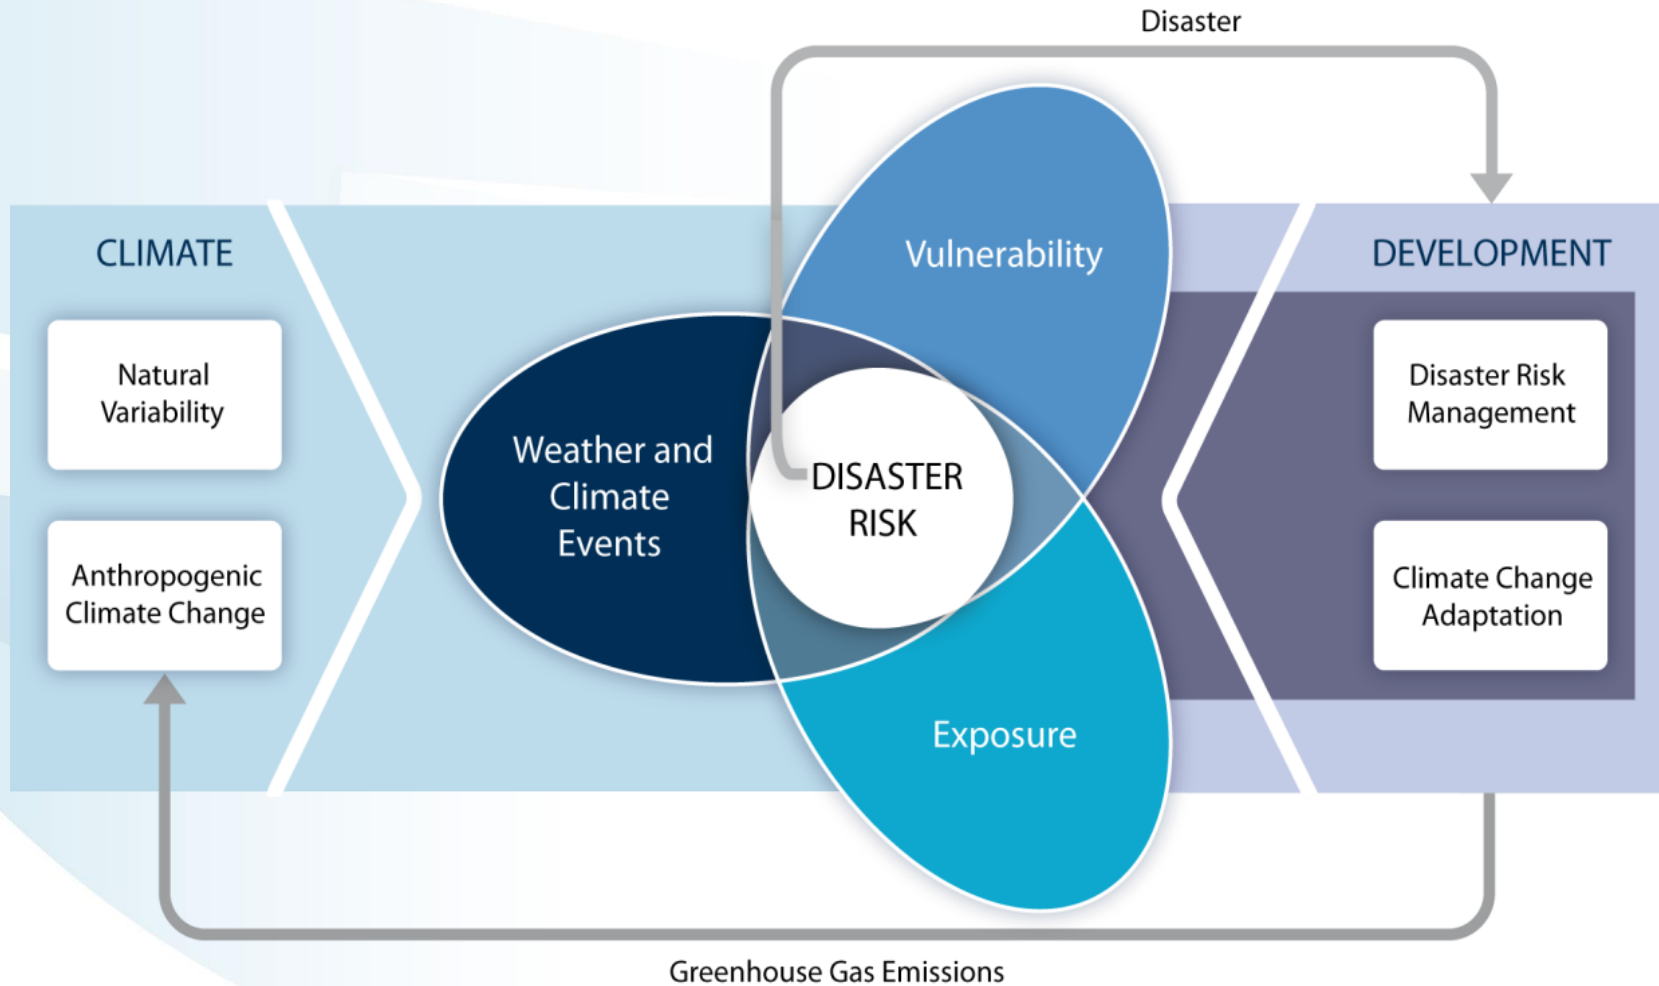 Disaster
CLIMATE
Natural
Variability
Anthropogenic
Climate Change
Weather and
Climate
Events
Vulnerability
DISASTER
RISK
Exposure
DEVELOPMENT
Disaster Risk
Management
Climate Change
Adaptation
Greenhouse Gas Emissions